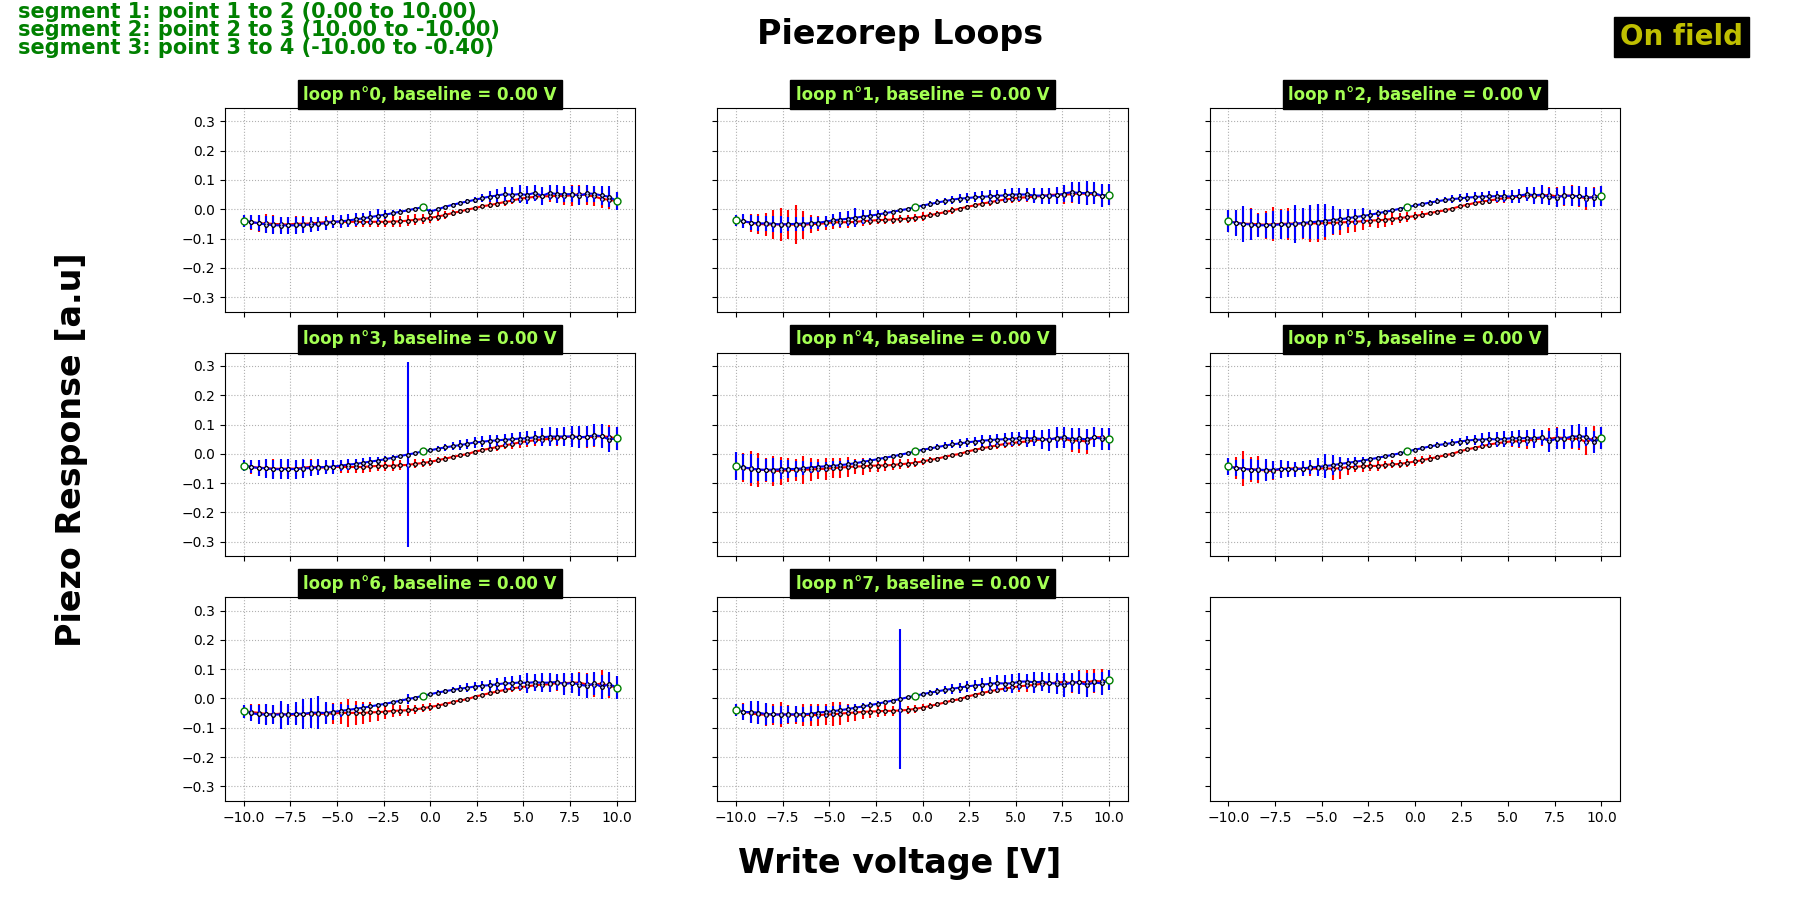 segment 1: point 1 to 2 (0.00 to 10.00)
segment 2: point 2 to 3 (10.00 to -10.00)
segment 3: point 3 to 4 (-10.00 to -0.40)
Piezorep Loops
On field
loop n°0, baseline = 0.00 V
loop n°1, baseline = 0.00 V
loop n°2, baseline = 0.00 V
0.3
0.2
0.1
0.0
−0.1
−0.2
−0.3
loop n°3, baseline = 0.00 V
loop n°4, baseline = 0.00 V
loop n°5, baseline = 0.00 V
0.3
0.2
0.1
0.0
−0.1
−0.2
−0.3
loop n°6, baseline = 0.00 V
loop n°7, baseline = 0.00 V
0.3
0.2
0.1
0.0
−0.1
−0.2
−0.3
−10.0 −7.5 −5.0 −2.5 0.0 2.5 5.0 7.5 10.0
−10.0 −7.5 −5.0 −2.5 0.0 2.5 5.0 7.5 10.0
−10.0 −7.5 −5.0 −2.5 0.0 2.5 5.0 7.5 10.0
Piezo Response [a.u]
Write voltage [V]